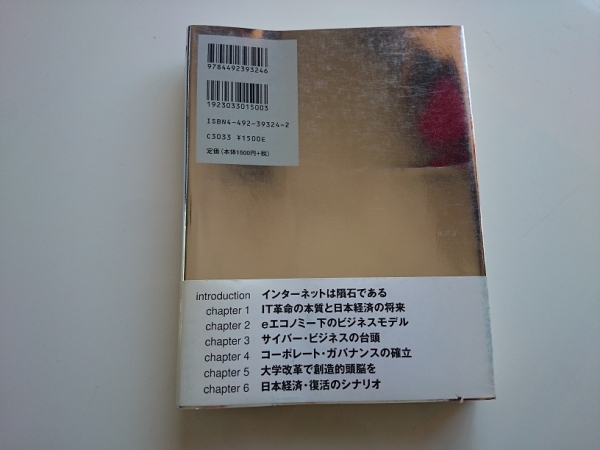 9784492393246
1923033015003
ISBN4-492-39324-2
C3033 ¥1500E
定価(本体1500円+税)
introduction インターネットは隕石である
chapter 1 IT革命の本質と日本経済の将来
chapter 2 eエコノミー下のビジネスモデル
chapter 3 サイバー・ビジネスの台頭
chapter 4 コーポレート・ガバナンスの確立
chapter 5 大学改革で創造的頭脳を
chapter 6 日本経済・復活のシナリオ